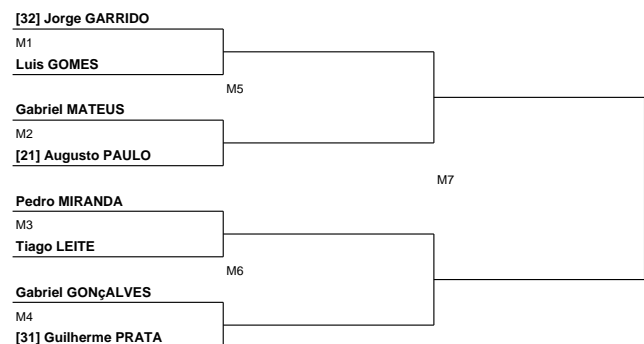 [32] Jorge GARRIDO
M1
Luis GOMES
M5
Gabriel MATEUS
M2
[21] Augusto PAULO
M7
Pedro MIRANDA
M3
Tiago LEITE
M6
Gabriel GONçALVES
M4
[31] Guilherme PRATA